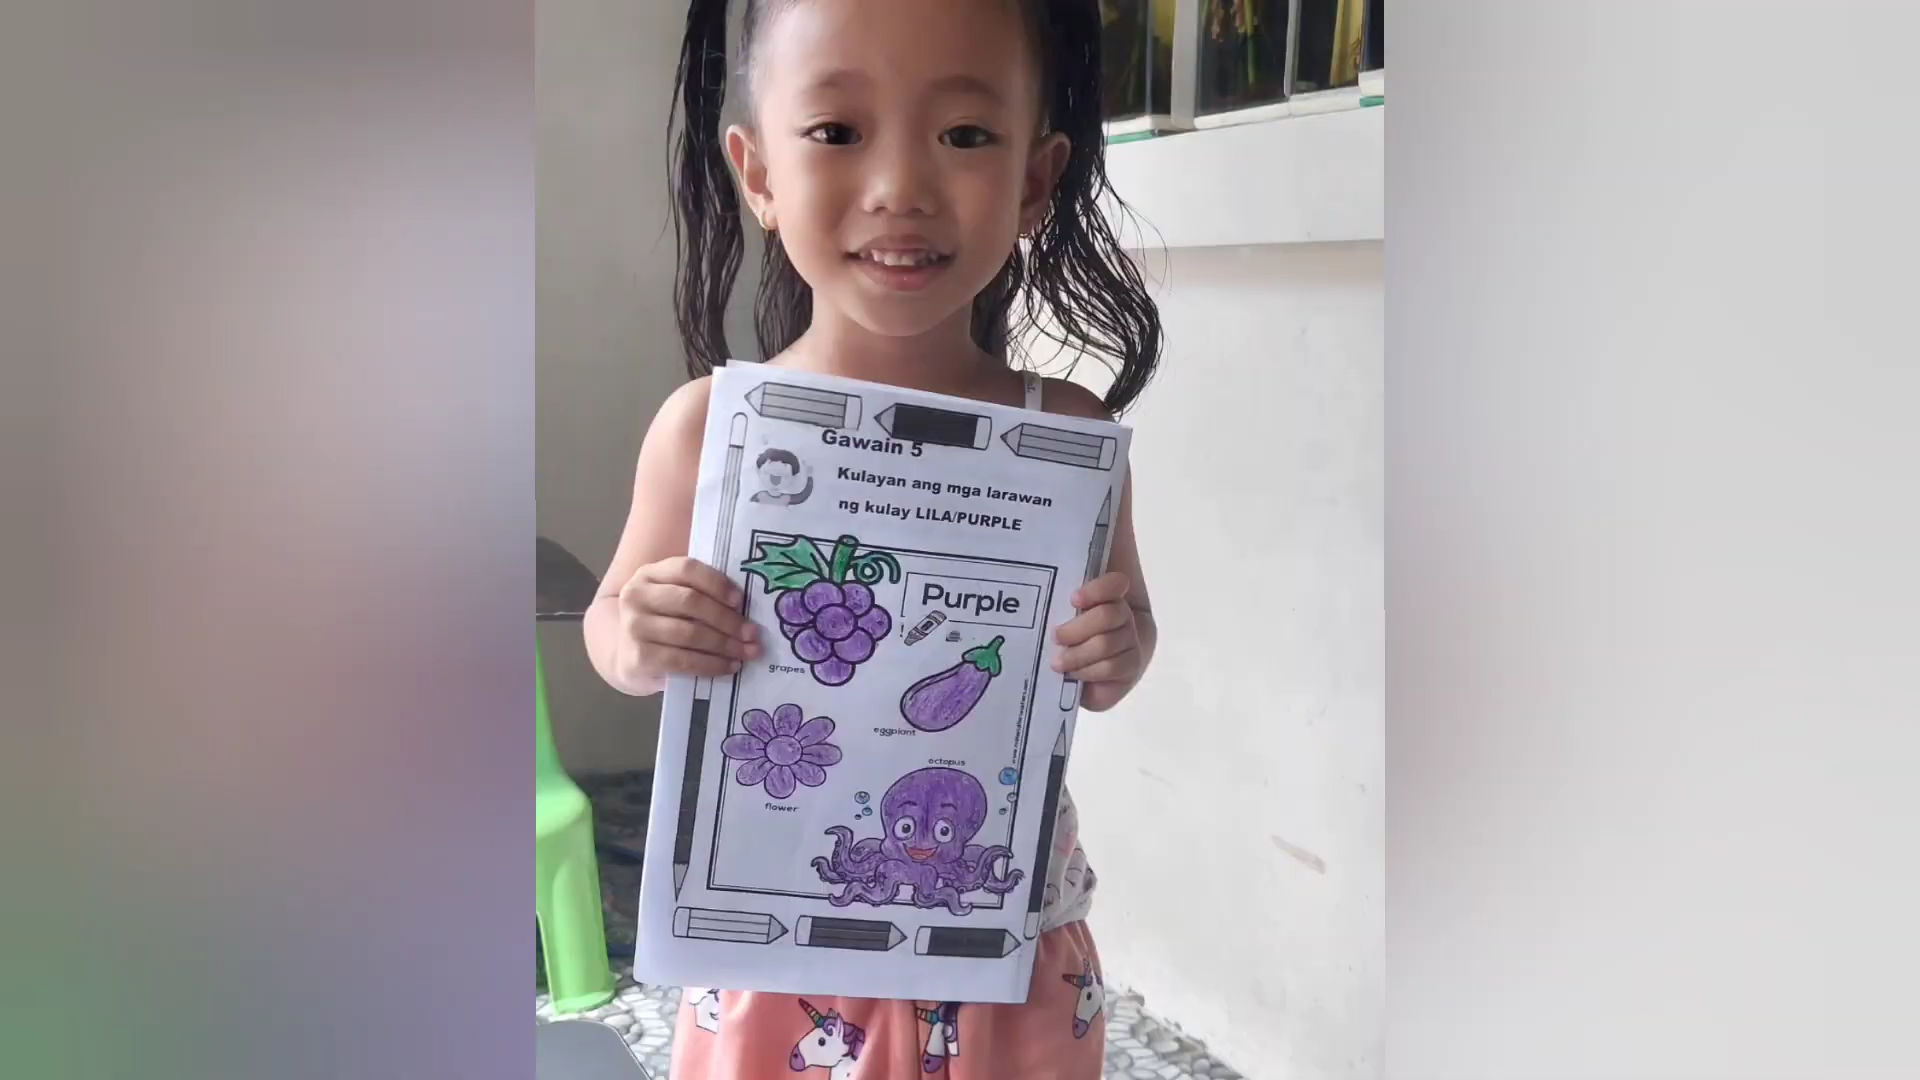 Gawain 5
Kulayan ang mga larawan
ng kulay LILA/PURPLE
Purple
grapes
eggplant
octopus
flower